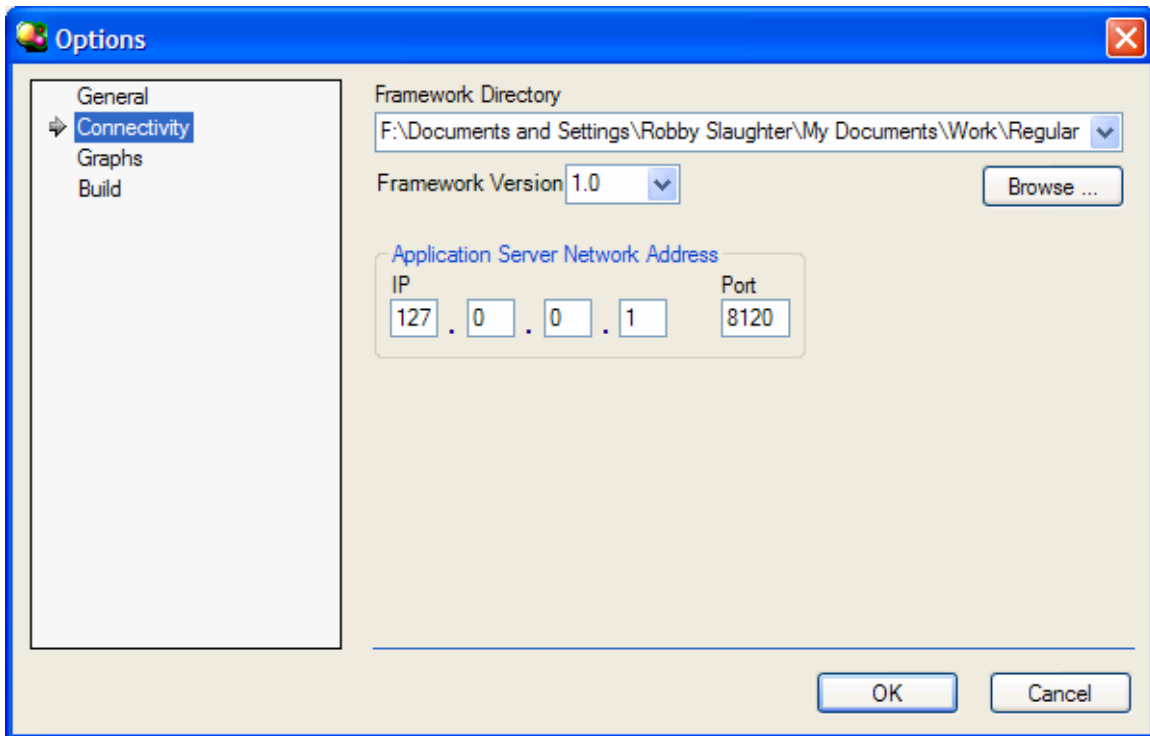 Options
General
Connectivity
Graphs
Build
Framework Directory
F:\Documents and Settings\Robby Slaughter\My Documents\Work\Regular
Framework Version 1.0
Browse ...
Application Server Network Address
IP Port
127 . 0 . 0 . 1 8120
OK Cancel